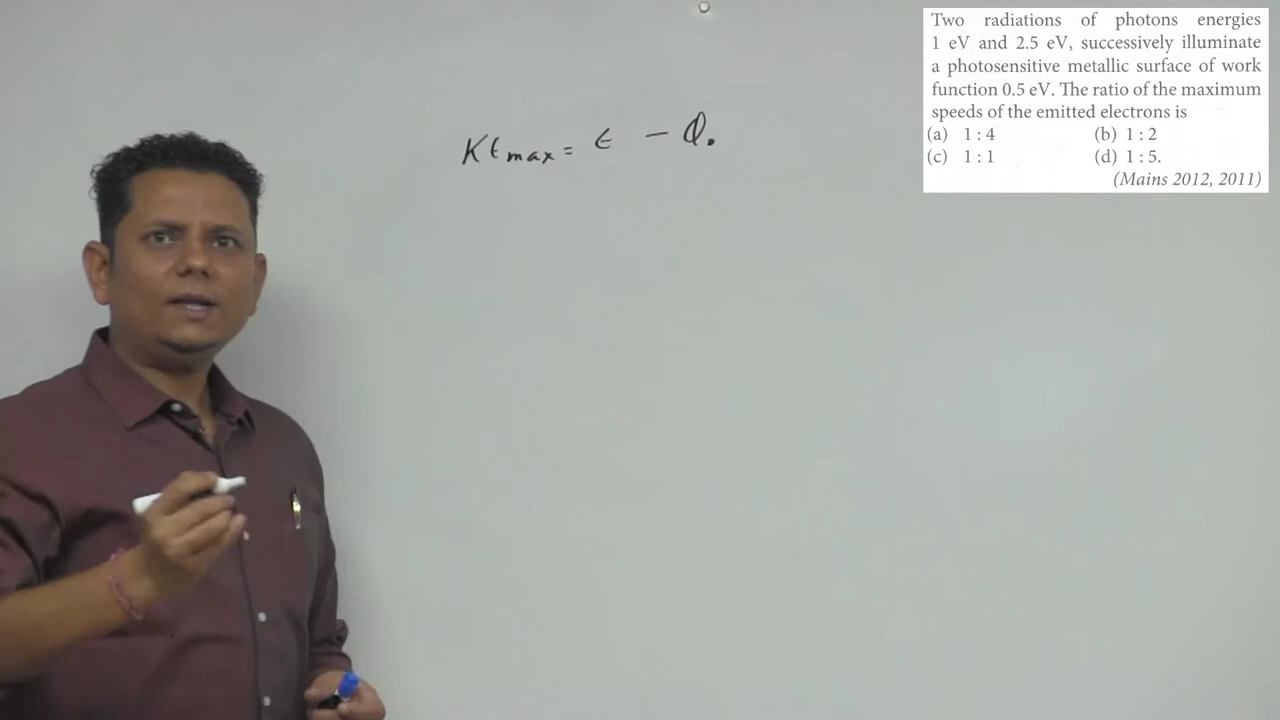 Two radiations of photons energies
1 eV and 2.5 eV, successively illuminate
a photosensitive metallic surface of work
function 0.5 eV. The ratio of the maximum
speeds of the emitted electrons is
(a) 1 : 4 (b) 1 : 2
(c) 1 : 1 (d) 1 : 5.
(Mains 2012, 2011)
KEmax = E - Φ.